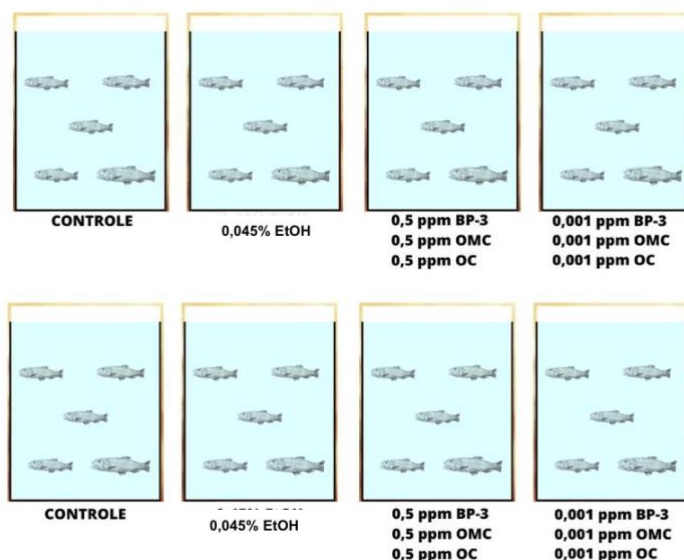 CONTROLE
0,045% EtOH
0,5 ppm BP-3
0,5 ppm OMC
0,5 ppm OC
0,001 ppm BP-3
0,001 ppm OMC
0,001 ppm OC
CONTROLE
0,045% EtOH
0,5 ppm BP-3
0,5 ppm OMC
0,5 ppm OC
0,001 ppm BP-3
0,001 ppm OMC
0,001 ppm OC